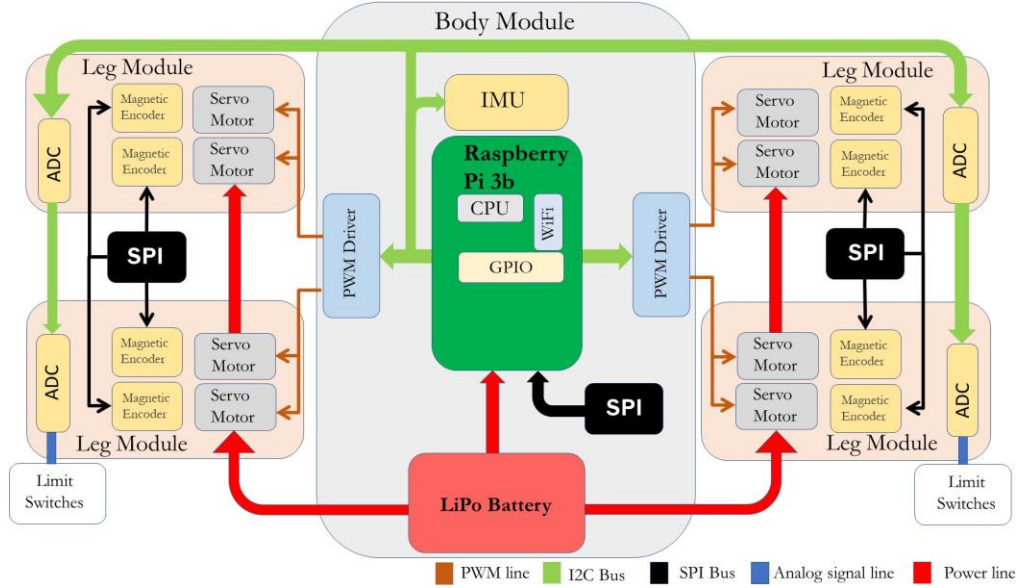 Body Module
Leg Module
Magnetic
Encoder
Servo
Motor
ADC
Magnetic
Encoder
Servo
Motor
SPI
Magnetic
Encoder
Servo
Motor
ADC
Magnetic
Encoder
Servo
Motor
Leg Module
Limit
Switches
IMU
Raspberry
Pi 3b
CPU
WiFi
GPIO
PWM Driver
PWM Driver
SPI
LiPo Battery
Leg Module
Servo
Motor
Magnetic
Encoder
ADC
Servo
Motor
Magnetic
Encoder
SPI
Servo
Motor
Magnetic
Encoder
ADC
Servo
Motor
Magnetic
Encoder
Leg Module
Limit
Switches
PWM line
I2C Bus
SPI Bus
Analog signal line
Power line